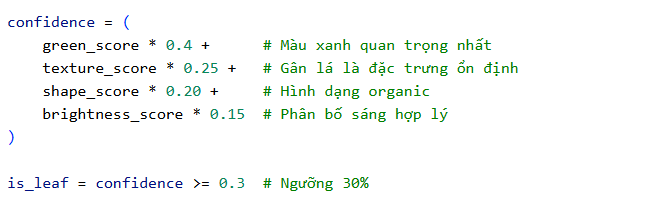 confidence = (
    green_score * 0.4 +       # Màu xanh quan trọng nhất
    texture_score * 0.25 +   # Gân lá là đặc trưng ổn định
    shape_score * 0.20 +     # Hình dạng organic
    brightness_score * 0.15  # Phân bố sáng hợp lý
)
is_leaf = confidence >= 0.3  # Ngưỡng 30%